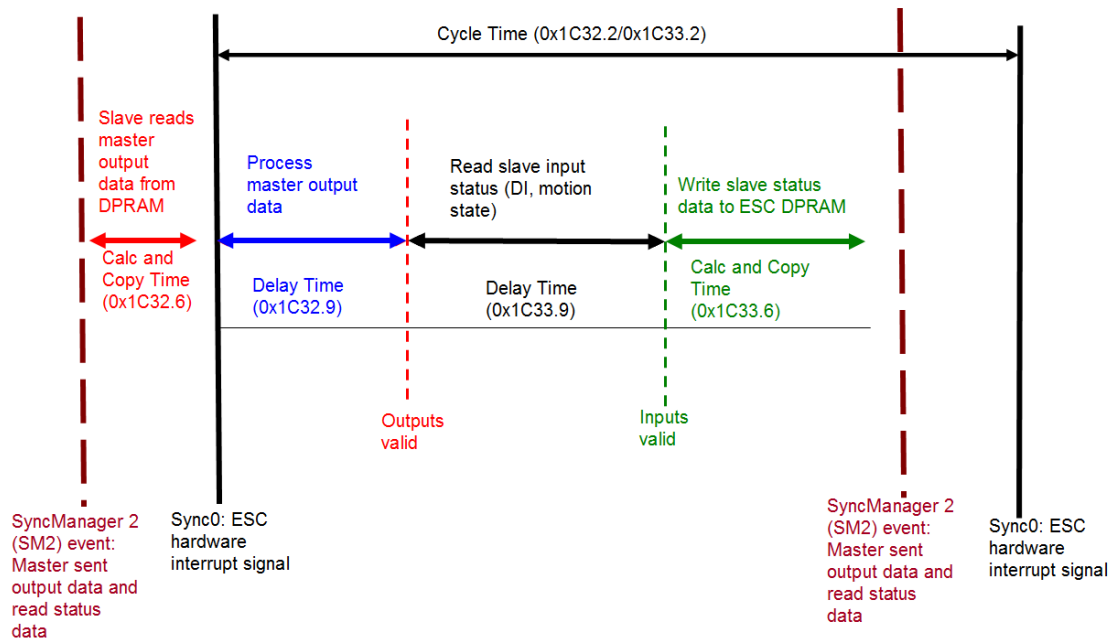 Cycle Time (0x1C32.2/0x1C33.2)
Slave reads
master
output
data from
DPRAM
Process
master output
data
Read slave input
status (DI, motion
state)
Write slave status
data to ESC DPRAM
Calc and
Copy Time
(0x1C32.6)
Delay Time
(0x1C32.9)
Delay Time
(0x1C33.9)
Calc and Copy
Time
(0x1C33.6)
Outputs
valid
Inputs
valid
SyncManager 2
(SM2) event:
Master sent
output data and
read status
data
Sync0: ESC
hardware
interrupt signal
SyncManager 2
(SM2) event:
Master sent
output data and
read status
data
Sync0: ESC
hardware
interrupt signal